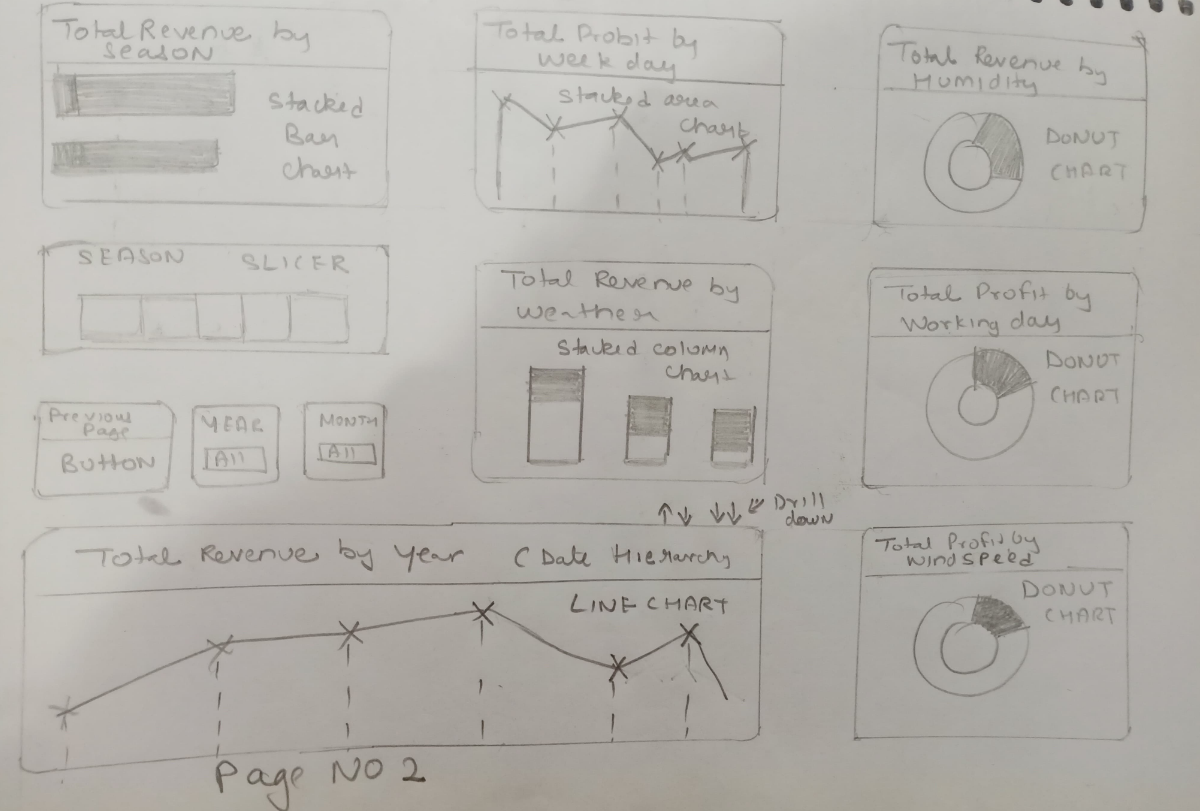 Total Revenue by
Season
Stacked
Bar
Chart
Total Probit by
Week day
Stacked area
Chart
Total Revenue by
Humidity
DONUT
CHART
SEASON SLICER
Total Revenue by
Weather
Stacked COLUMN
Chart
Total Profit by
Working day
DONUT
CHART
Previous
Page
BUTTON
YEAR
All
MONTH
All
Drill
down
Total Revenue by Year (Date Hierarchy
LINE CHART
Total Profit by
WINDSPEED
DONUT
CHART
Page NO 2